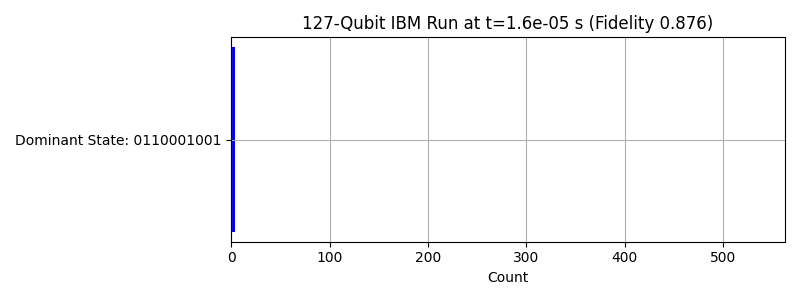 127-Qubit IBM Run at t=1.6e-05 s (Fidelity 0.876)
Dominant State: 0110001001
0 100 200 300 400 500
Count